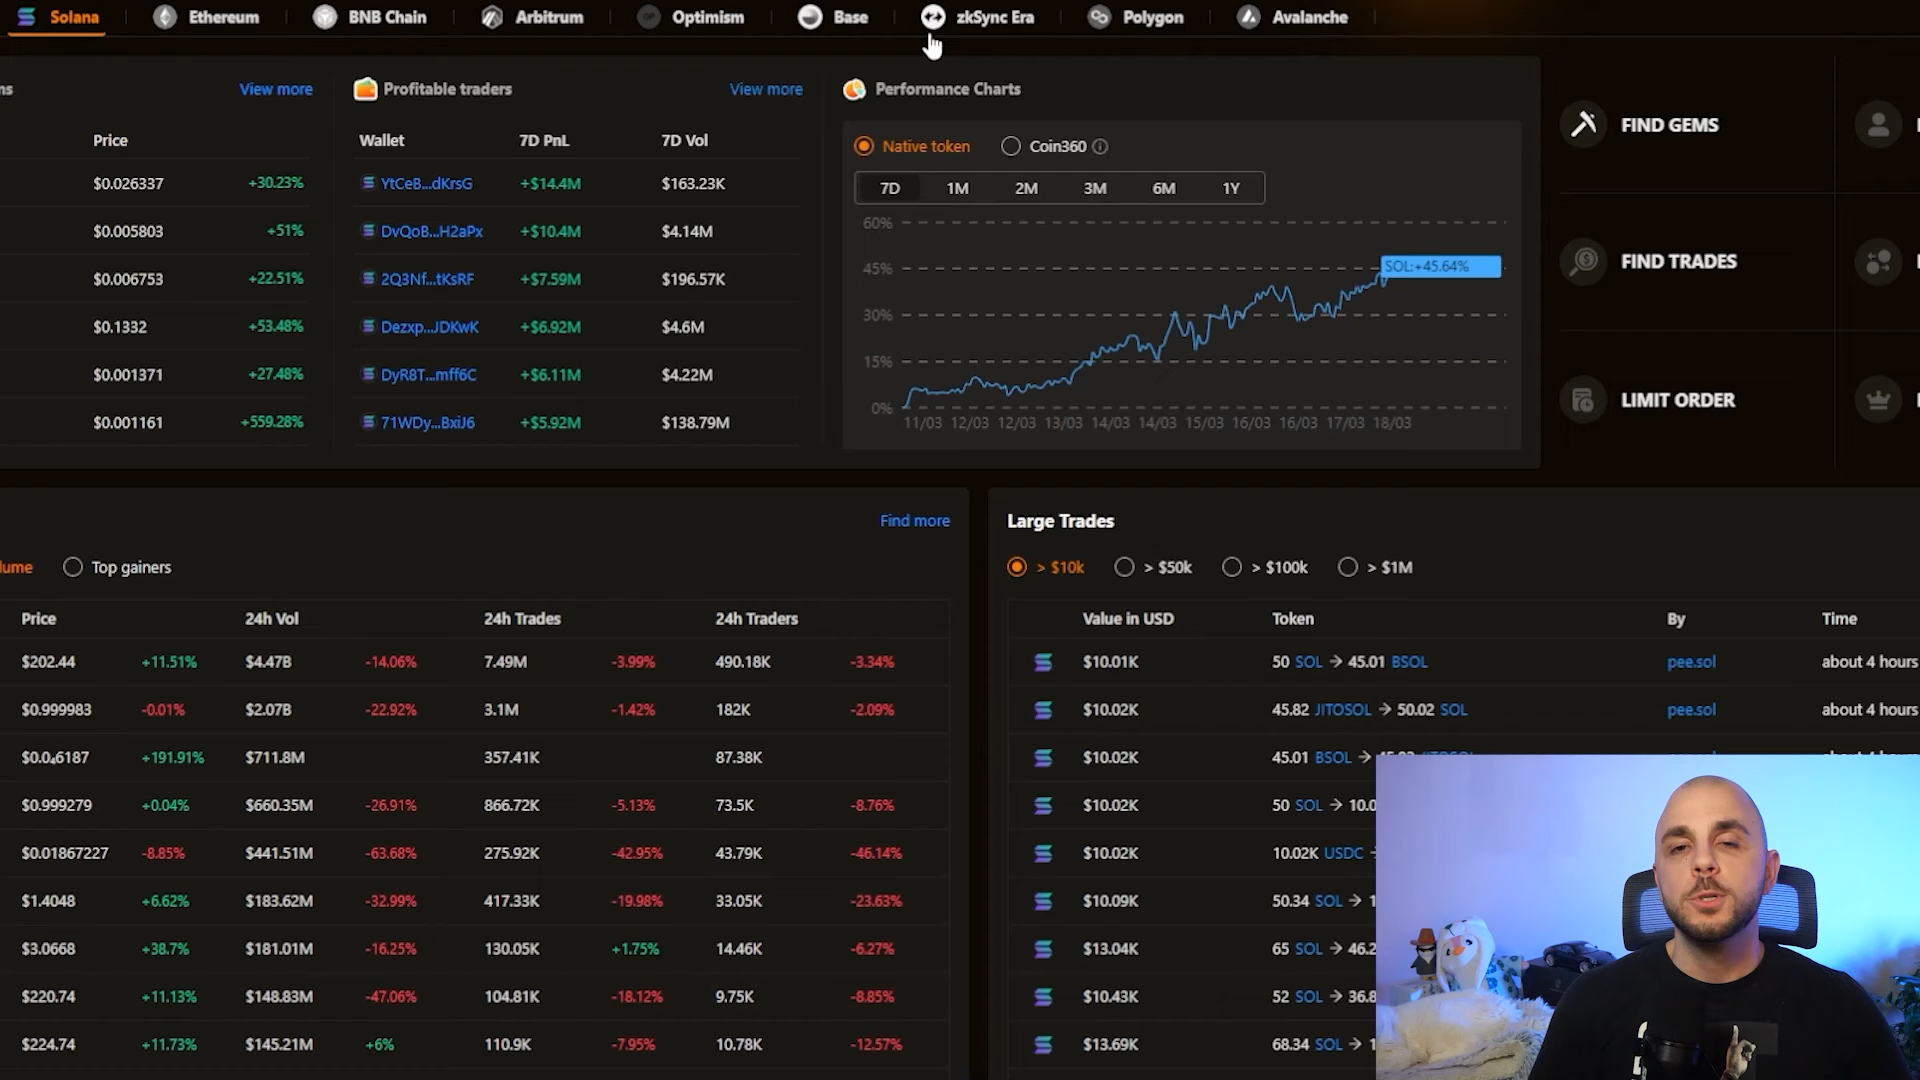 Solana Ethereum BNB Chain Arbitrum OP Optimism Base zkSync Era Polygon Avalanche
ns View more
Price
$0.026337 +30.23%
$0.005803 +51%
$0.006753 +22.51%
$0.1332 +53.48%
$0.001371 +27.48%
$0.001161 +559.28%
Profitable traders View more
Wallet 7D PnL 7D Vol
YtCeB...dKrsG +$14.4M $163.23K
DvQoB...H2aPx +$10.4M $4.14M
2Q3Nf...tKsRF +$7.59M $196.57K
Dezxp...JDKwK +$6.92M $4.6M
DyR8T...mff6C +$6.11M $4.22M
71WDy...BxiJ6 +$5.92M $138.79M
Performance Charts
Native token Coin360
7D 1M 2M 3M 6M 1Y
60%
45% SOL:+45.64%
30%
15%
0%
11/03 12/03 12/03 13/03 14/03 14/03 15/03 16/03 16/03 17/03 18/03
FIND GEMS
FIND TRADES
LIMIT ORDER
Find more
lume Top gainers
Price 24h Vol 24h Trades 24h Traders
$202.44 +11.51% $4.47B -14.06% 7.49M -3.99% 490.18K -3.34%
$0.999983 -0.01% $2.07B -22.92% 3.1M -1.42% 182K -2.09%
$0.0₄6187 +191.91% $711.8M 357.41K 87.38K
$0.999279 +0.04% $660.35M -26.91% 866.72K -5.13% 73.5K -8.76%
$0.01867227 -8.85% $441.51M -63.68% 275.92K -42.95% 43.79K -46.14%
$1.4048 +6.62% $183.62M -32.99% 417.33K -19.98% 33.05K -23.63%
$3.0668 +38.7% $181.01M -16.25% 130.05K +1.75% 14.46K -6.27%
$220.74 +11.13% $148.83M -47.06% 104.81K -18.12% 9.75K -8.85%
$224.74 +11.73% $145.21M +6% 110.9K -7.95% 10.78K -12.57%
Large Trades
> $10k > $50k > $100k > $1M
Value in USD Token By Time
$10.01K 50 SOL → 45.01 BSOL pee.sol about 4 hours
$10.02K 45.82 JITOSOL → 50.02 SOL pee.sol about 4 hours
$10.02K 45.01 BSOL →
$10.02K 50 SOL → 10.0
$10.02K 10.02K USDC
$10.09K 50.34 SOL → 1
$13.04K 65 SOL → 46.2
$10.43K 52 SOL → 36.8
$13.69K 68.34 SOL → 1